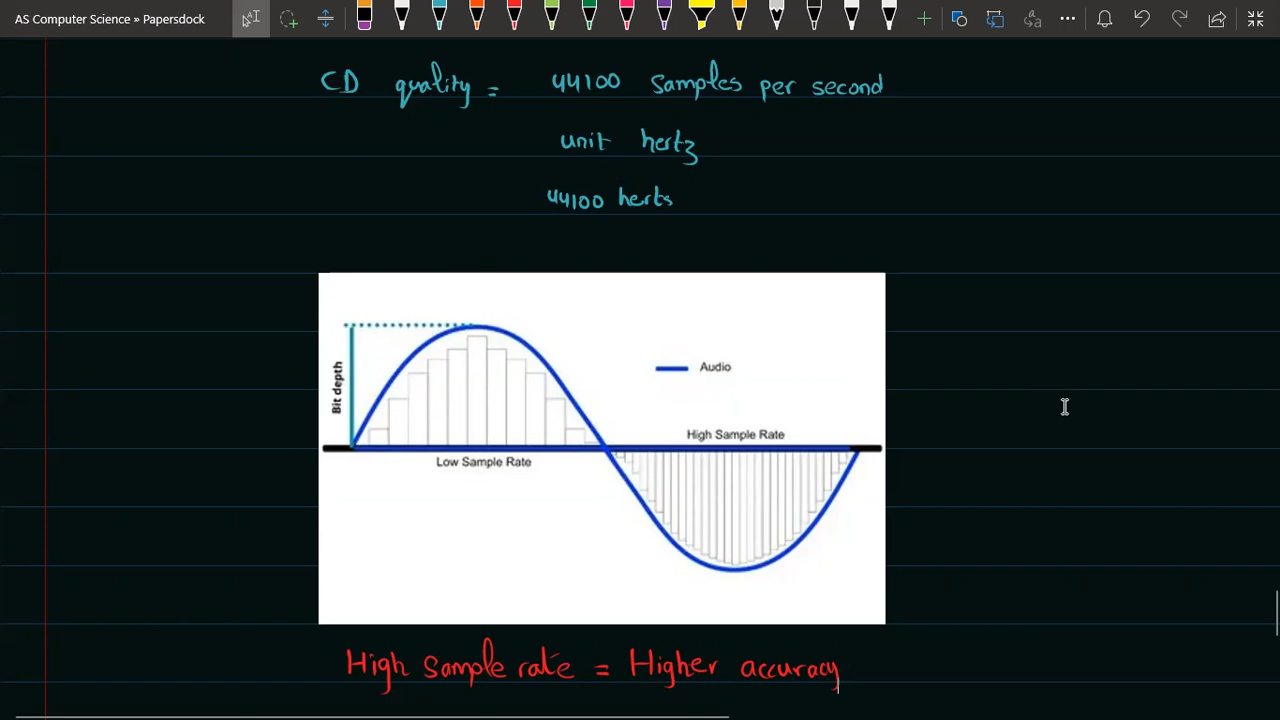 AS Computer Science » Papersdock
CD quality = 44100 Samples per second
unit hertz
44100 herts
Bit depth
Audio
High Sample Rate
Low Sample Rate
High Sample rate = Higher accuracy